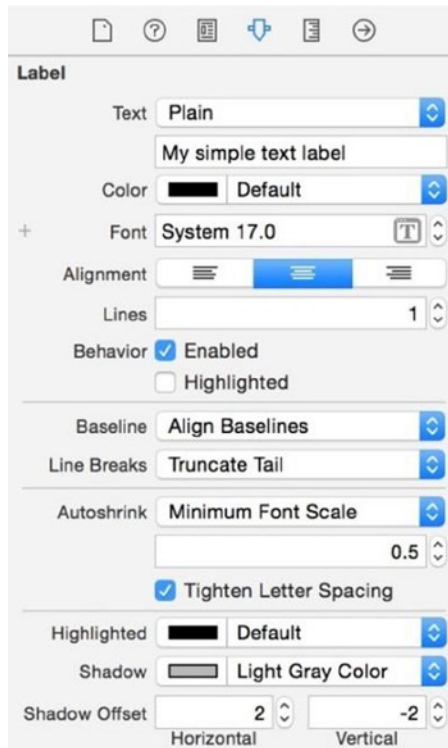 Label
Text Plain
My simple text label
Color Default
+ Font System 17.0 T
Alignment
Lines 1
Behavior Enabled
Highlighted
Baseline Align Baselines
Line Breaks Truncate Tail
Autoshrink Minimum Font Scale
0.5
Tighten Letter Spacing
Highlighted Default
Shadow Light Gray Color
Shadow Offset 2 -2
Horizontal Vertical